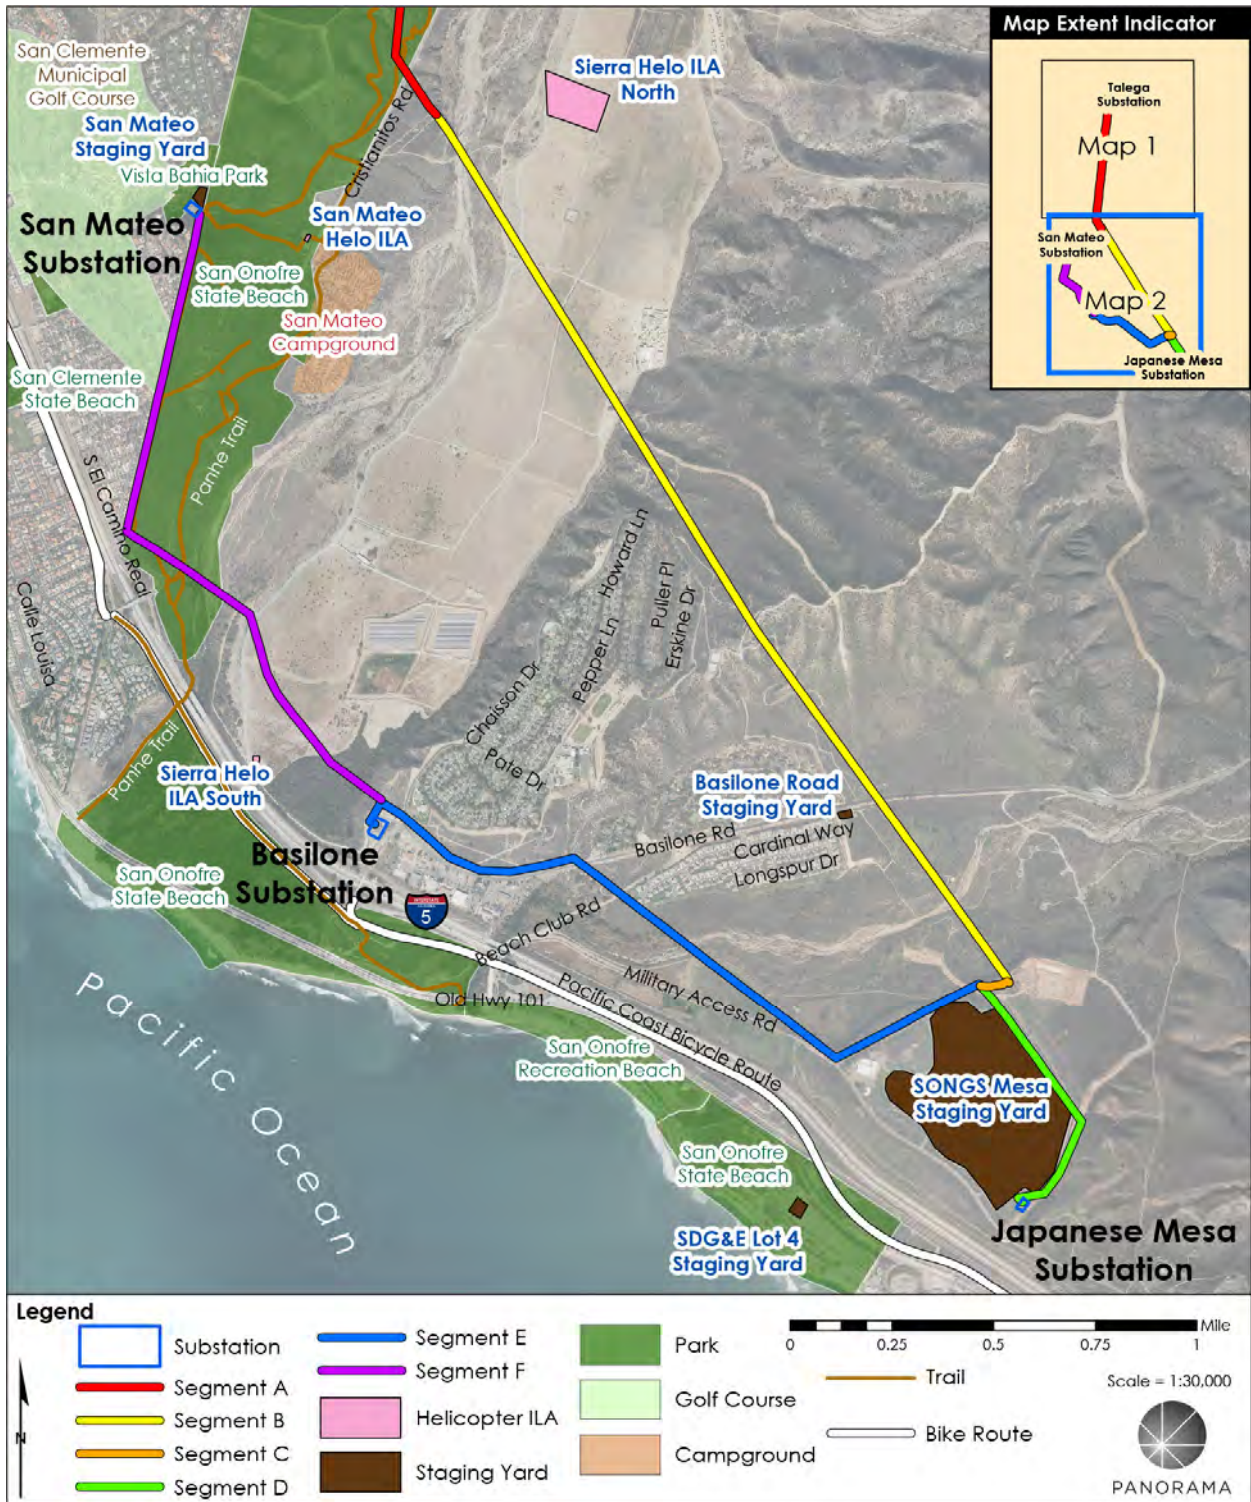 Map Extent Indicator
Talega
Substation
Map 1
San Mateo
Substation
Map 2
Japanese Mesa
Substation
San Clemente
Municipal
Golf Course
San Mateo
Staging Yard
Vista Bahia Park
San Mateo
Substation
Cristianitos Rd
Sierra Helo ILA
North
San Mateo
Helo ILA
San Onofre
State Beach
San Mateo
Campground
San Clemente
State Beach
Panhe Trail
S El Camino Real
Calle Louisa
Howard Ln
Puller Pl
Erskine Dr
Pepper Ln
Chaisson Dr
Pate Dr
Panhe Trail
Sierra Helo
ILA South
Basilone Road
Staging Yard
Basilone Rd
Cardinal Way
Longspur Dr
Basilone
Substation
San Onofre
State Beach
INTERSTATE
CALIFORNIA
5
Beach Club Rd
Military Access Rd
Old Hwy 101
Pacific Coast Bicycle Route
San Onofre
Recreation Beach
Pacific Ocean
SONGS Mesa
Staging Yard
San Onofre
State Beach
SDG&E Lot 4
Staging Yard
Japanese Mesa
Substation
Legend
Substation
Segment A
Segment B
Segment C
Segment D
Segment E
Segment F
Helicopter ILA
Staging Yard
Park
Golf Course
Campground
Mile
0 0.25 0.5 0.75 1
Trail
Bike Route
Scale = 1:30,000
N
PANORAMA